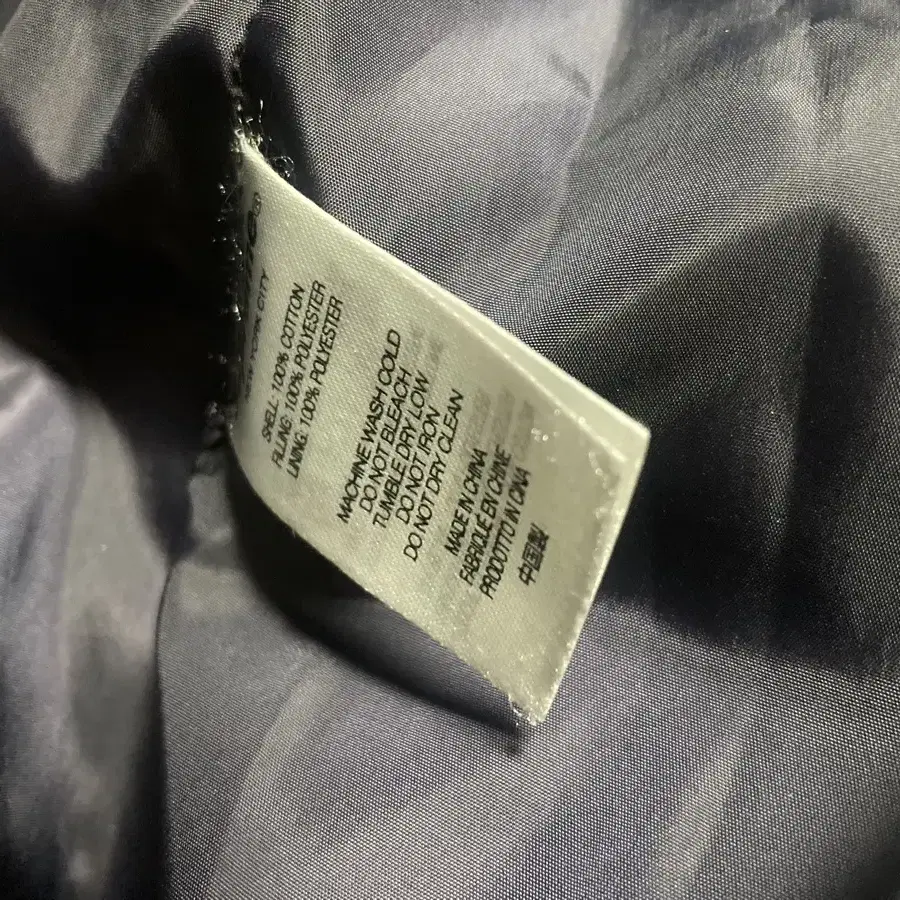 NEW YORK CITY
SHELL: 100% COTTON
FILLING: 100% POLYESTER
LINING: 100% POLYESTER
MACHINE WASH COLD
DO NOT BLEACH
TUMBLE DRY LOW
DO NOT IRON
DO NOT DRY CLEAN
MADE IN CHINA
FABRIQUÉ EN CHINE
PRODOTTO IN CINA
中国製